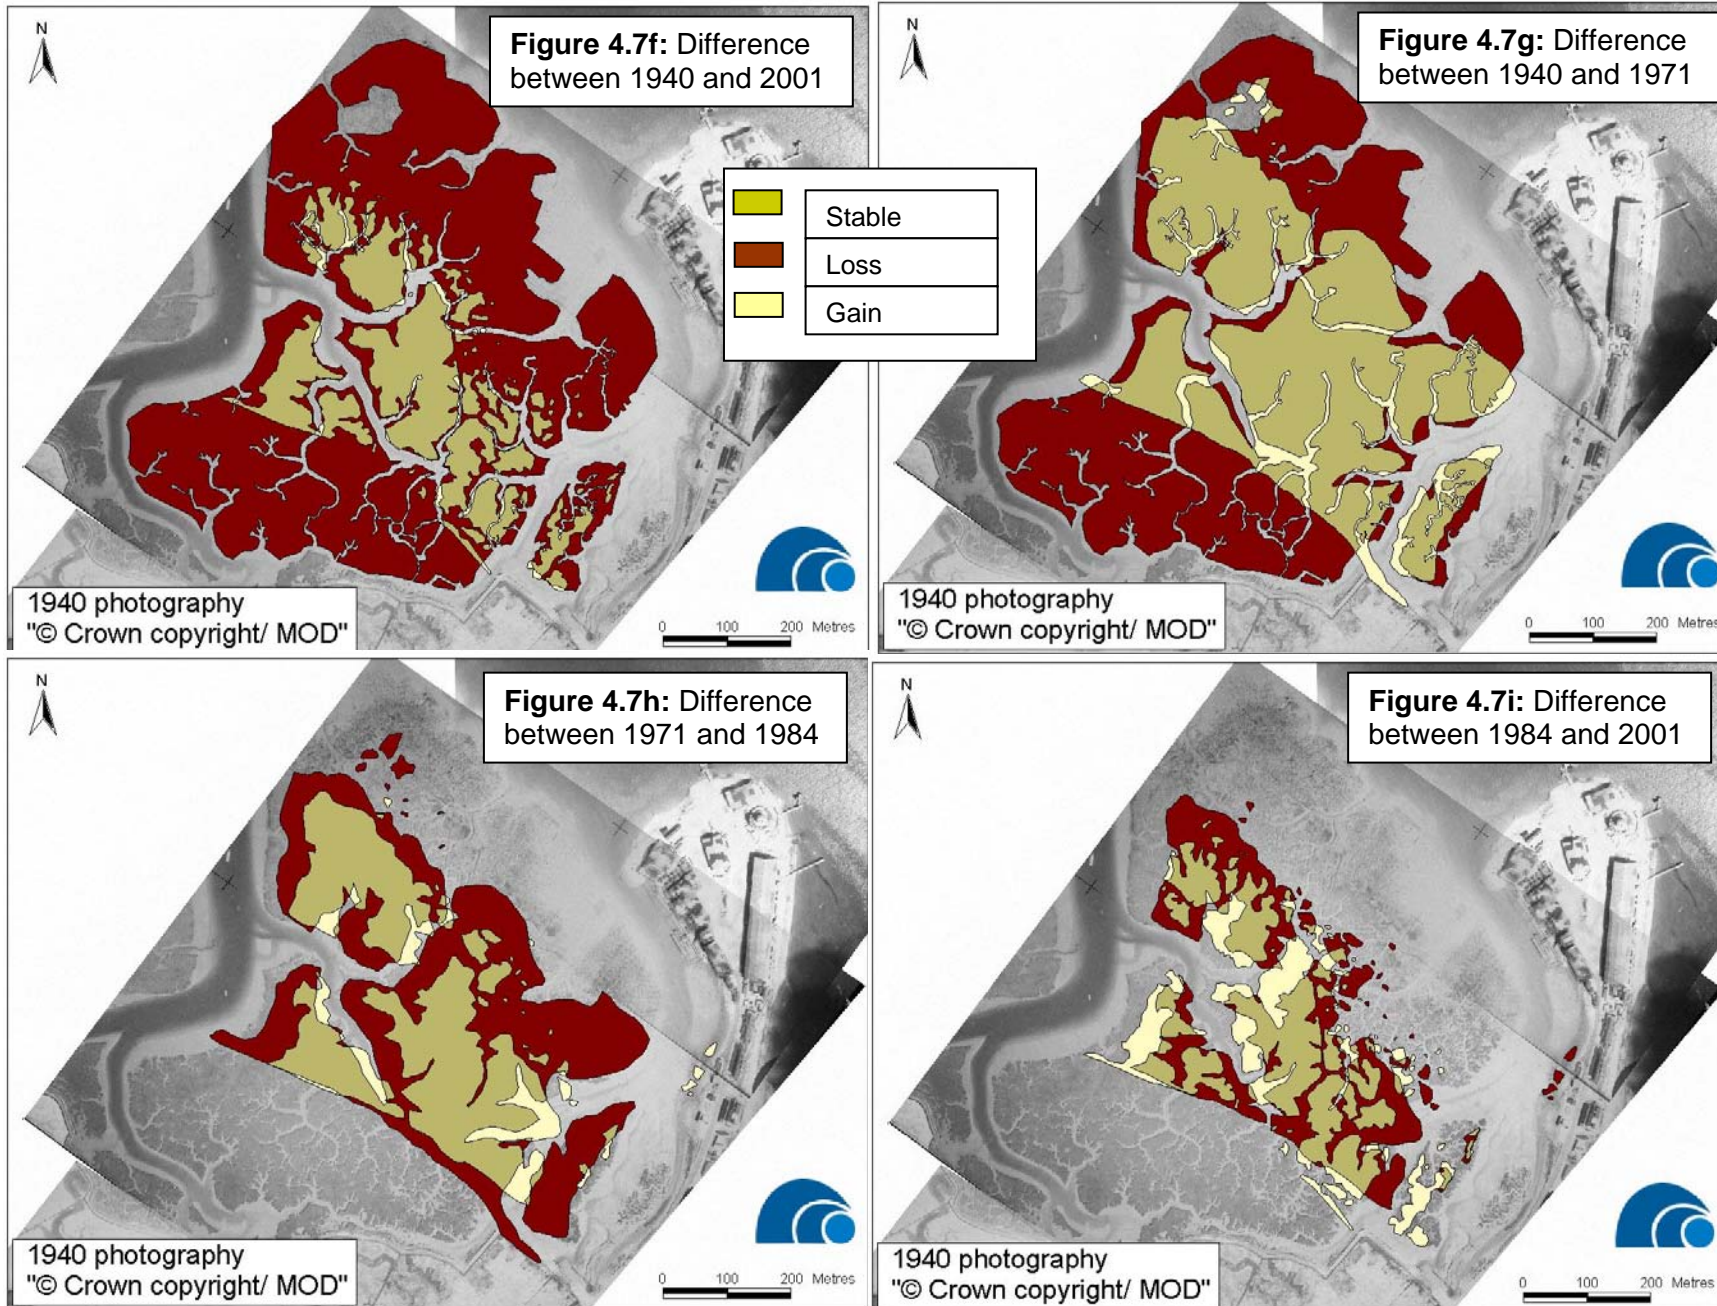 N
Figure 4.7f: Difference
between 1940 and 2001
1940 photography
"© Crown copyright/ MOD"
0 100 200 Metres
N
Figure 4.7g: Difference
between 1940 and 1971
1940 photography
"© Crown copyright/ MOD"
0 100 200 Metres
Stable
Loss
Gain
N
Figure 4.7h: Difference
between 1971 and 1984
1940 photography
"© Crown copyright/ MOD"
0 100 200 Metres
N
Figure 4.7i: Difference
between 1984 and 2001
1940 photography
"© Crown copyright/ MOD"
0 100 200 Metres